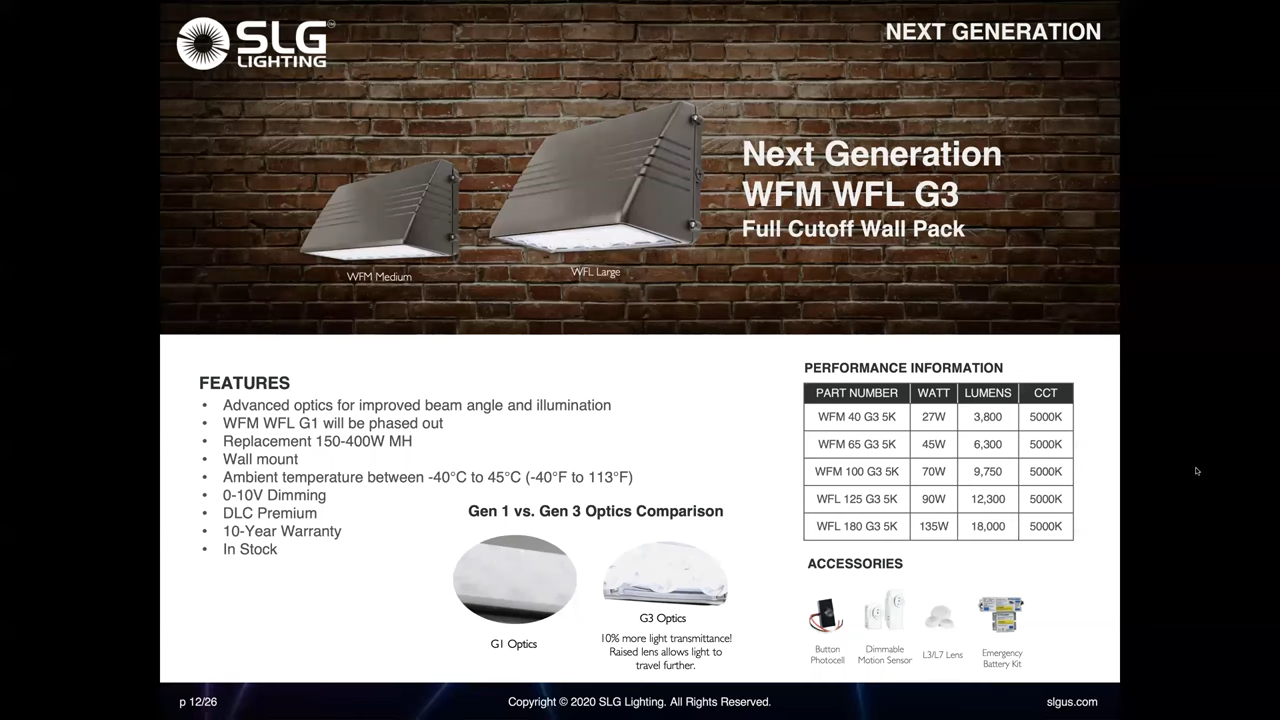 SLG
LIGHTING
NEXT GENERATION
Next Generation
WFM WFL G3
Full Cutoff Wall Pack
WFM Medium
WFL Large
FEATURES
• Advanced optics for improved beam angle and illumination
• WFM WFL G1 will be phased out
• Replacement 150-400W MH
• Wall mount
• Ambient temperature between -40°C to 45°C (-40°F to 113°F)
• 0-10V Dimming
• DLC Premium
• 10-Year Warranty
• In Stock
Gen 1 vs. Gen 3 Optics Comparison
G1 Optics
G3 Optics
10% more light transmittance!
Raised lens allows light to
travel further.
PERFORMANCE INFORMATION
PART NUMBER WATT LUMENS CCT
WFM 40 G3 5K 27W 3,800 5000K
WFM 65 G3 5K 45W 6,300 5000K
WFM 100 G3 5K 70W 9,750 5000K
WFL 125 G3 5K 90W 12,300 5000K
WFL 180 G3 5K 135W 18,000 5000K
ACCESSORIES
Button
Photocell
Dimmable
Motion Sensor
L3/L7 Lens
Emergency
Battery Kit
p 12/26
Copyright © 2020 SLG Lighting. All Rights Reserved.
slgus.com